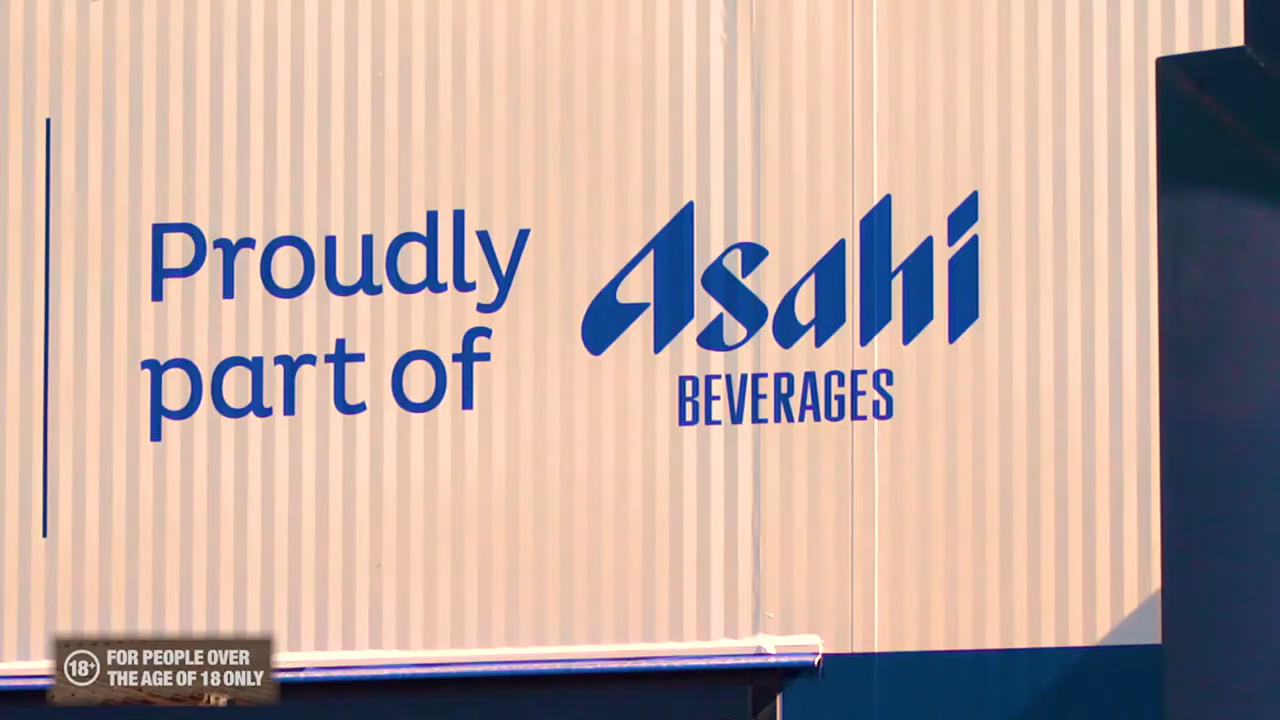 Proudly
part of
Asahi
BEVERAGES
18+
FOR PEOPLE OVER
THE AGE OF 18 ONLY